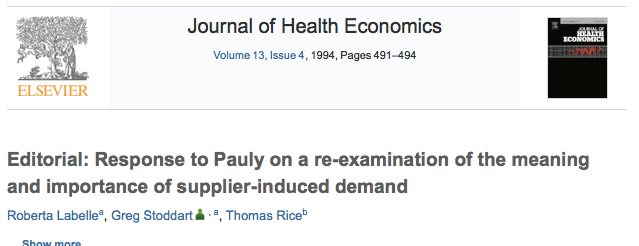 Journal of Health Economics
Volume 13, Issue 4, 1994, Pages 491–494
ELSEVIER
JOURNAL OF
HEALTH
ECONOMICS
Editorial: Response to Pauly on a re-examination of the meaning
and importance of supplier-induced demand
Roberta Labelleᵃ, Greg Stoddart · ᵃ, Thomas Riceᵇ
Show more